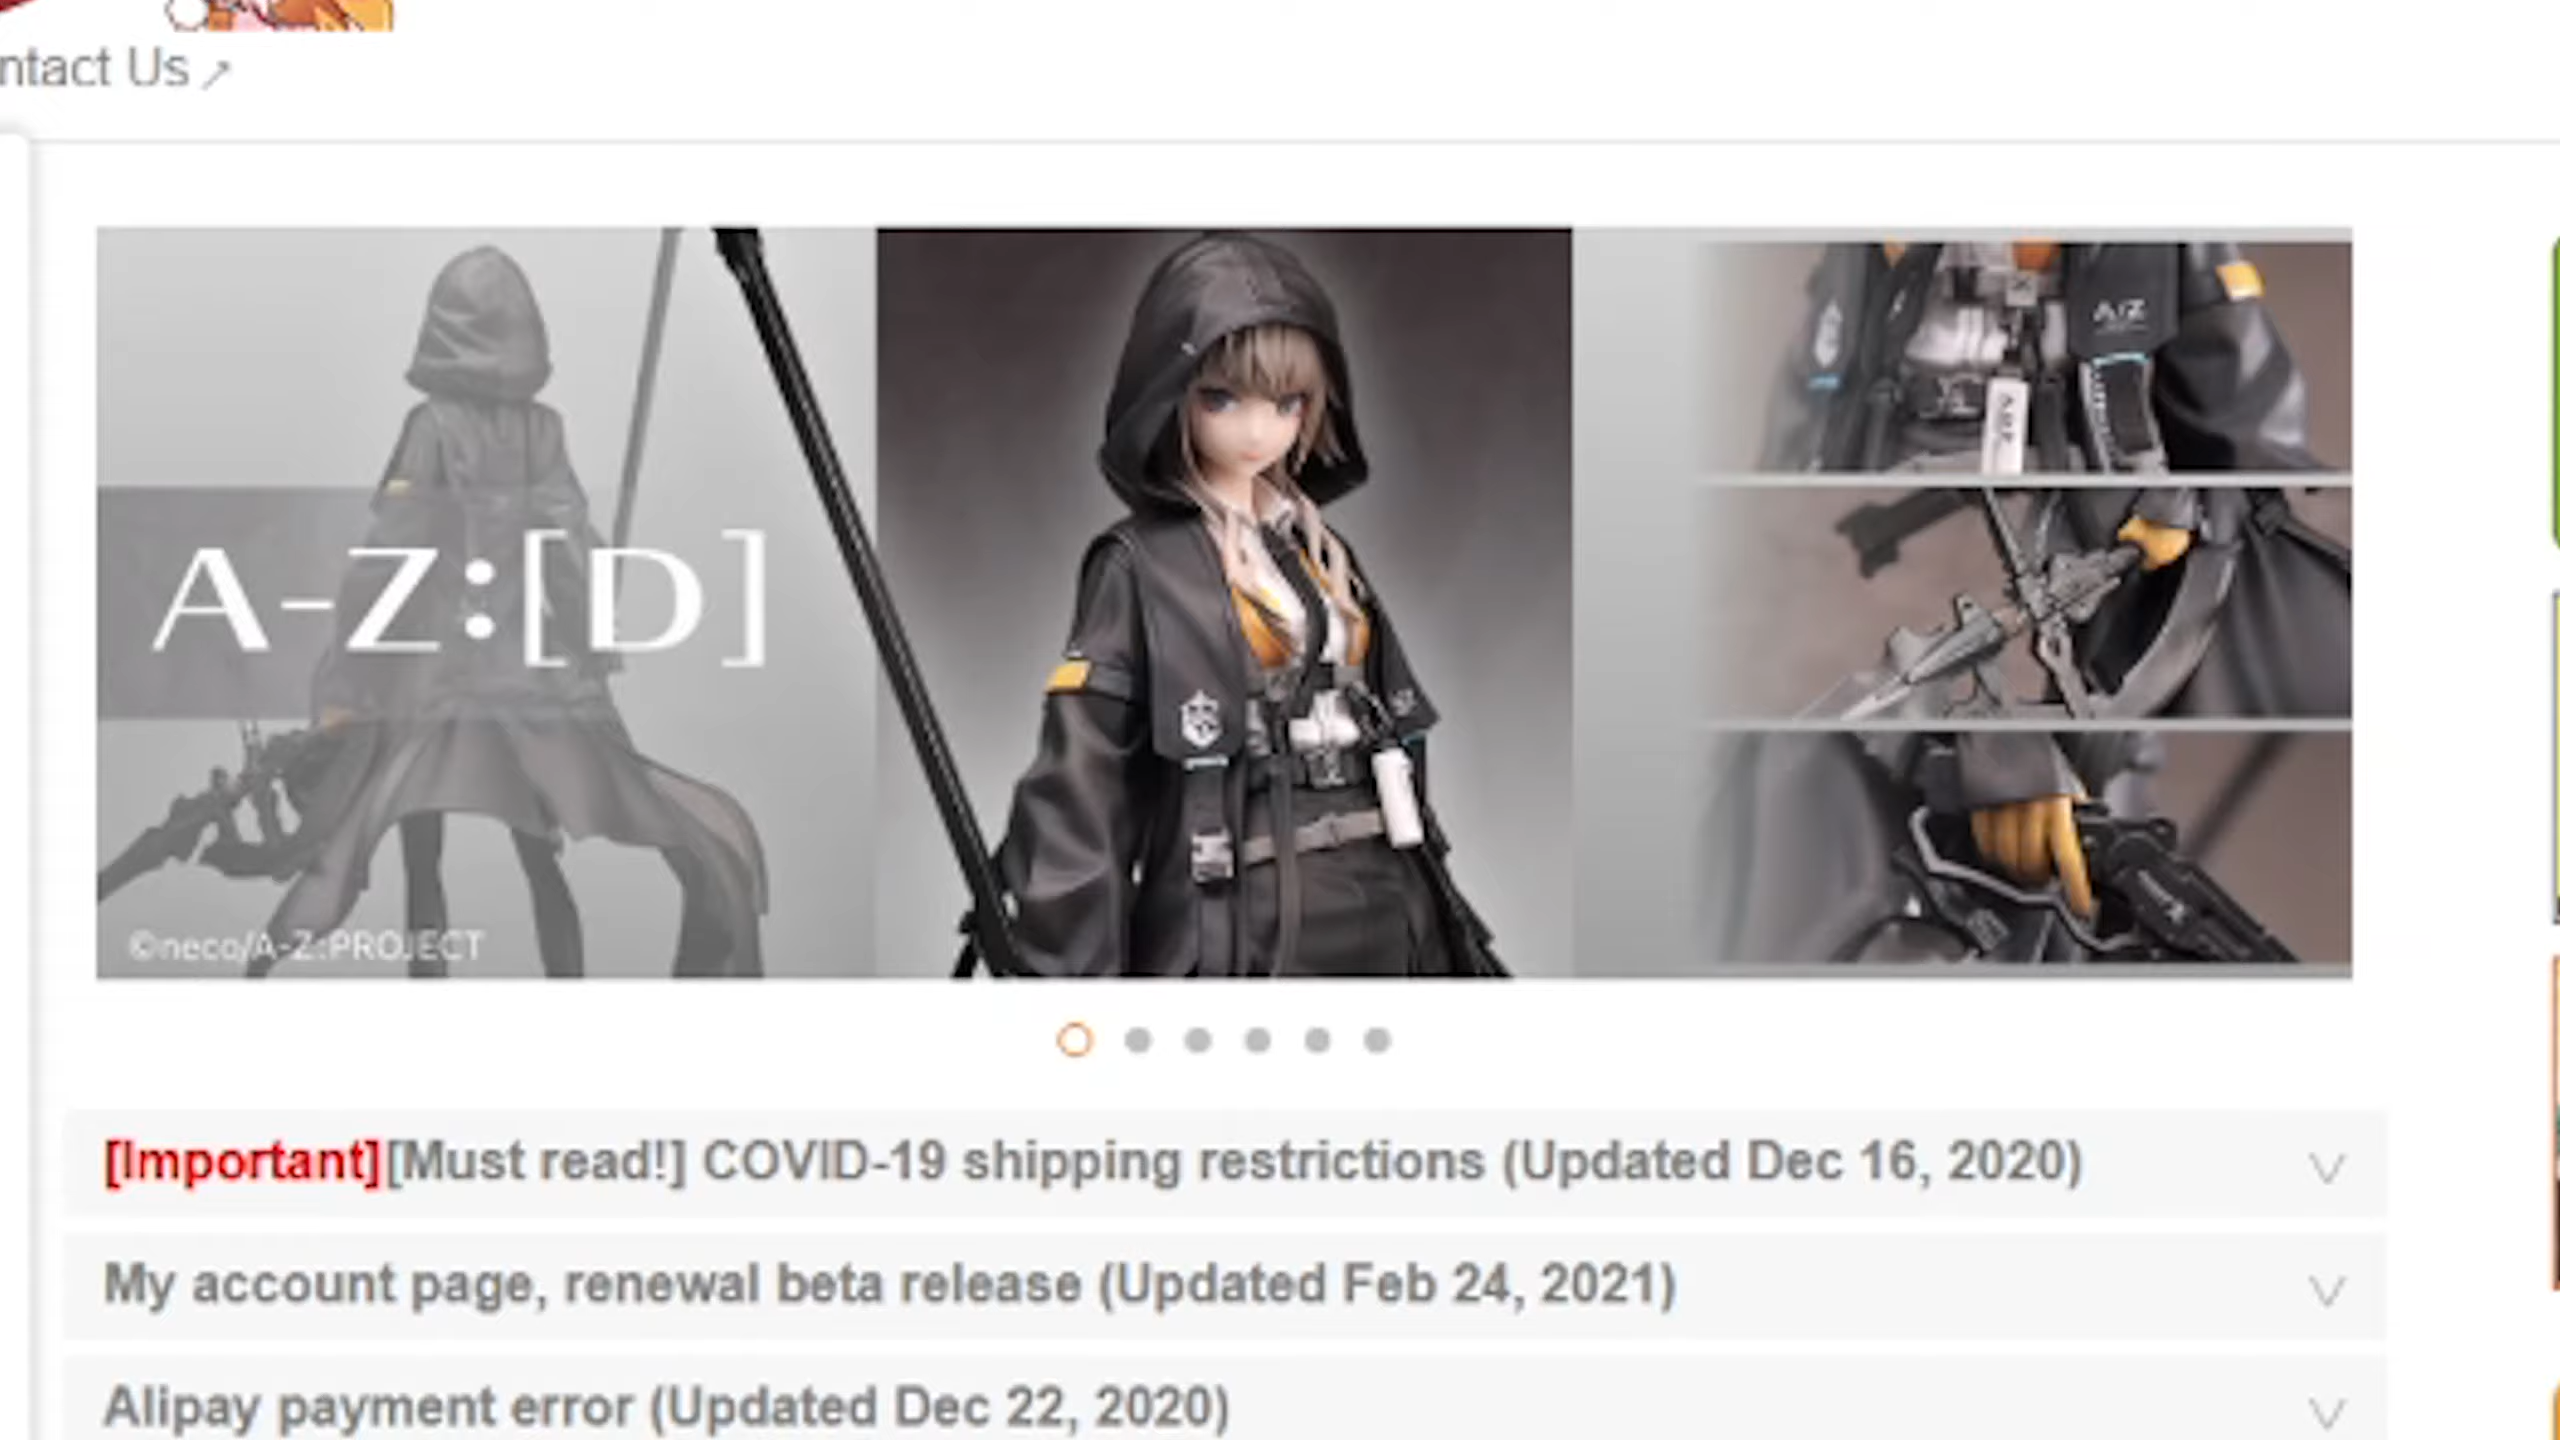 ntact Us ↗
A/Z
A-Z:[D]
©neco/A-Z:PROJECT
[Important][Must read!] COVID-19 shipping restrictions (Updated Dec 16, 2020)
My account page, renewal beta release (Updated Feb 24, 2021)
Alipay payment error (Updated Dec 22, 2020)